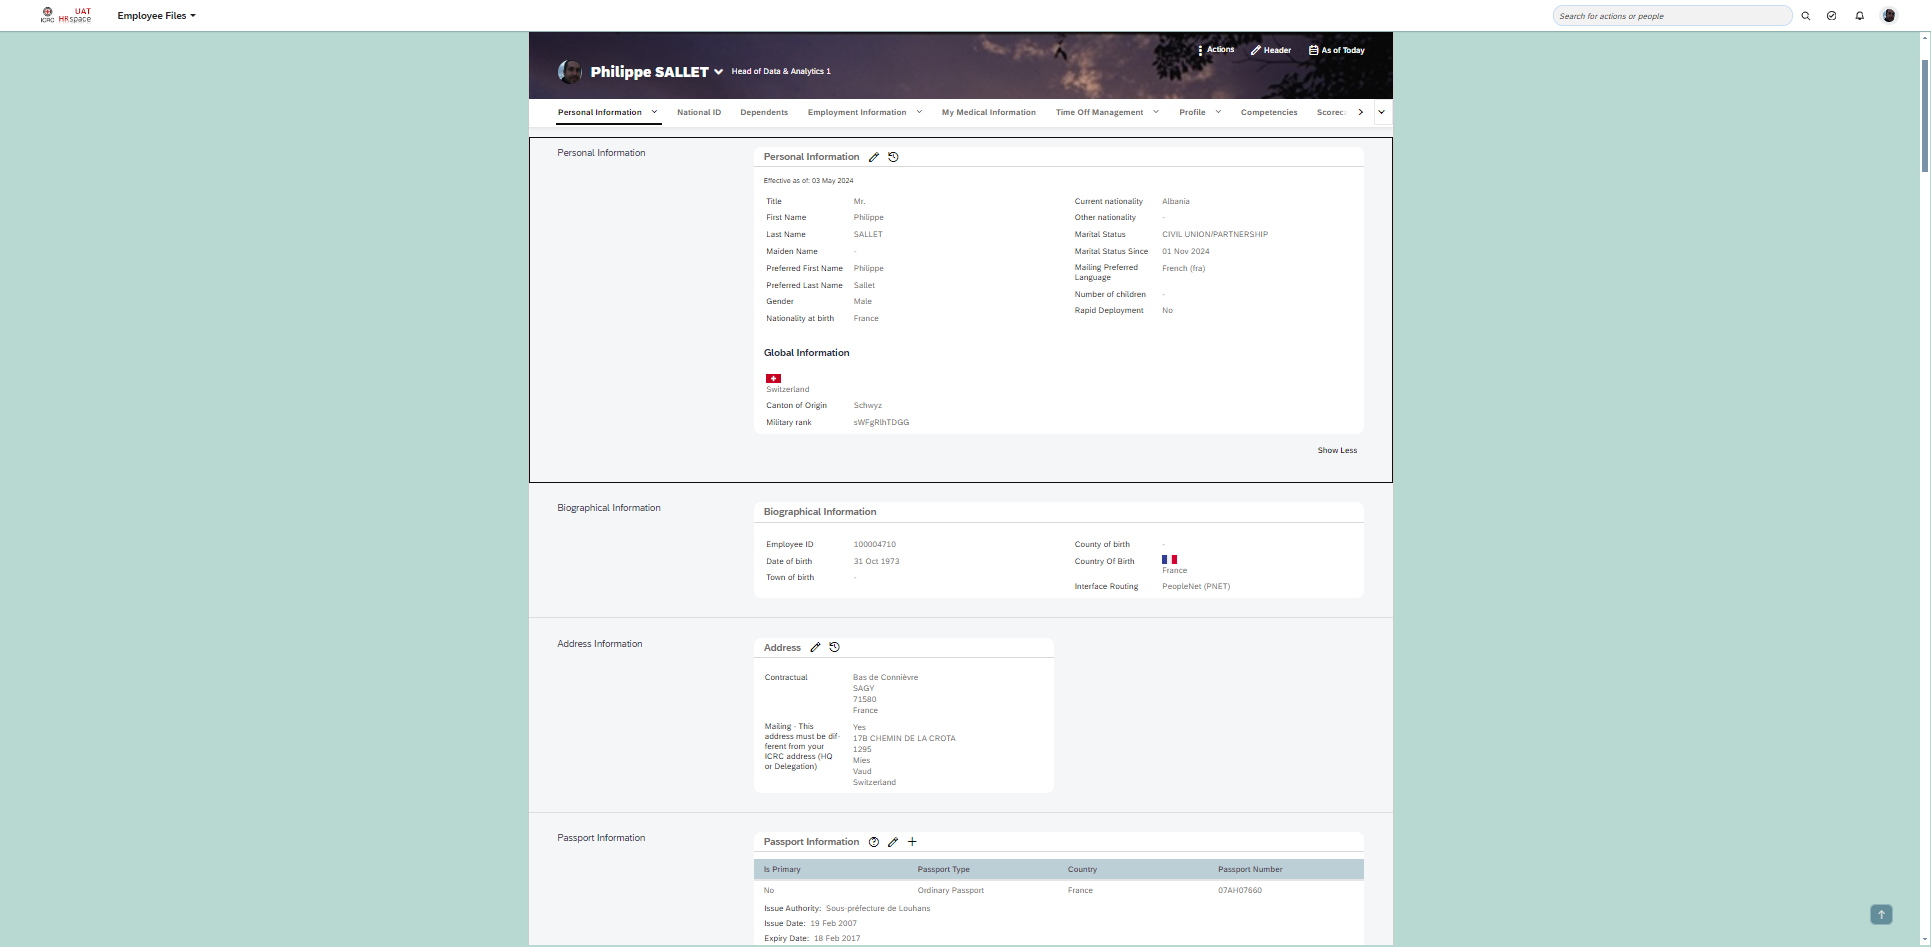 ICRC
UAT
HRspace
Employee Files
Search for actions or people
Actions
Header
As of Today
Philippe SALLET
Head of Data & Analytics 1
Personal Information
National ID
Dependents
Employment Information
My Medical Information
Time Off Management
Profile
Competencies
Scorec
Personal Information
Personal Information
Effective as of: 03 May 2024
Title Mr.
First Name Philippe
Last Name SALLET
Maiden Name -
Preferred First Name Philippe
Preferred Last Name Sallet
Gender Male
Nationality at birth France
Current nationality Albania
Other nationality -
Marital Status CIVIL UNION/PARTNERSHIP
Marital Status Since 01 Nov 2024
Mailing Preferred
Language
French (fra)
Number of children -
Rapid Deployment No
Global Information
Switzerland
Canton of Origin Schwyz
Military rank sWFgRlhTDGG
Show Less
Biographical Information
Biographical Information
Employee ID 100004710
Date of birth 31 Oct 1973
Town of birth -
County of birth -
Country Of Birth
France
Interface Routing PeopleNet (PNET)
Address Information
Address
Contractual
Bas de Connièvre
SAGY
71580
France
Mailing - This
address must be dif-
ferent from your
ICRC address (HQ
or Delegation)
Yes
17B CHEMIN DE LA CROTA
1295
Mies
Vaud
Switzerland
Passport Information
Passport Information
Is Primary Passport Type Country Passport Number
No Ordinary Passport France 07AH07660
Issue Authority: Sous-préfecture de Louhans
Issue Date: 19 Feb 2007
Expiry Date: 18 Feb 2017